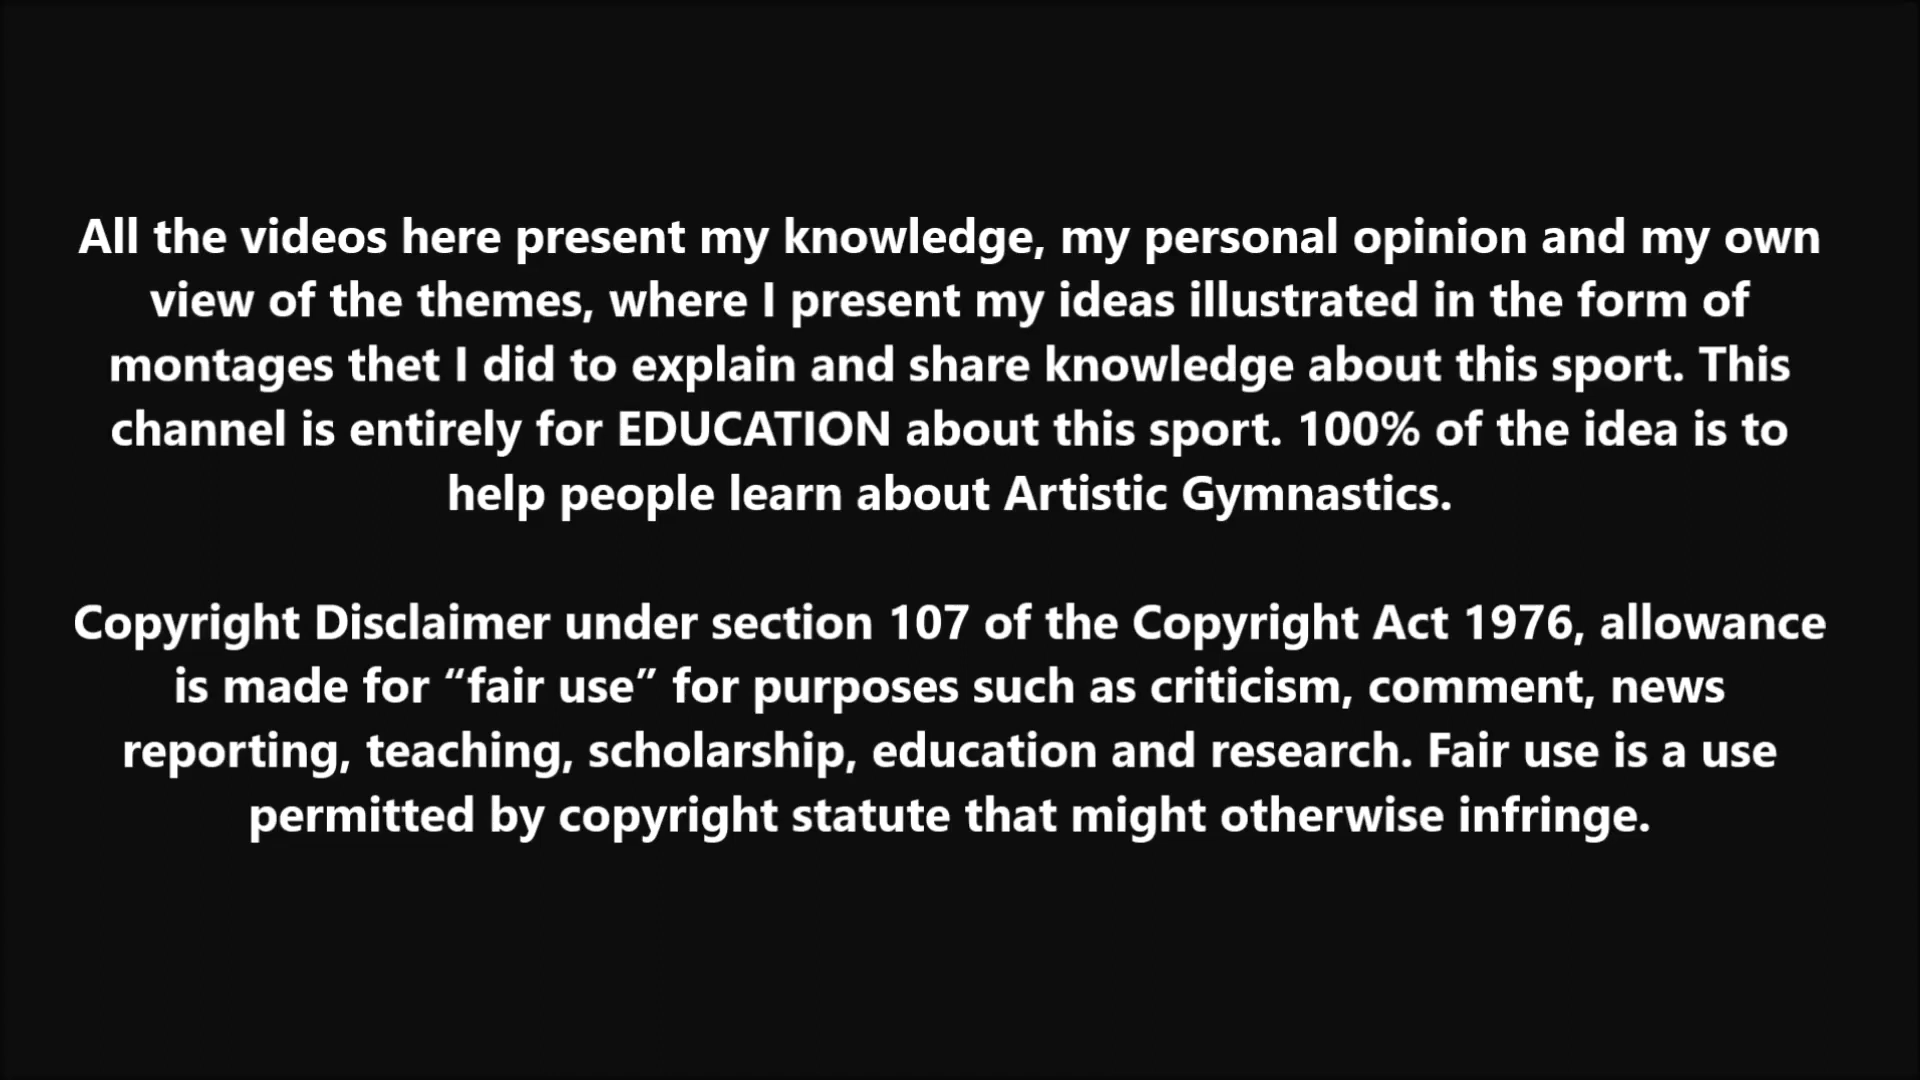 All the videos here present my knowledge, my personal opinion and my own
view of the themes, where I present my ideas illustrated in the form of
montages thet I did to explain and share knowledge about this sport. This
channel is entirely for EDUCATION about this sport. 100% of the idea is to
help people learn about Artistic Gymnastics.
Copyright Disclaimer under section 107 of the Copyright Act 1976, allowance
is made for “fair use” for purposes such as criticism, comment, news
reporting, teaching, scholarship, education and research. Fair use is a use
permitted by copyright statute that might otherwise infringe.